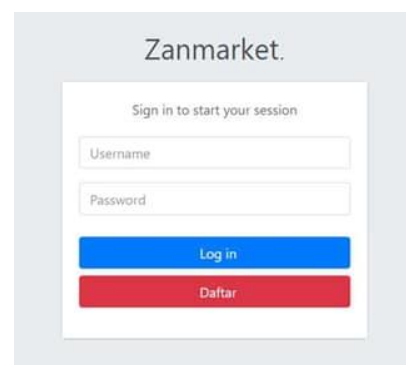 Zanmarket.
Sign in to start your session
Username
Password
Log in
Daftar